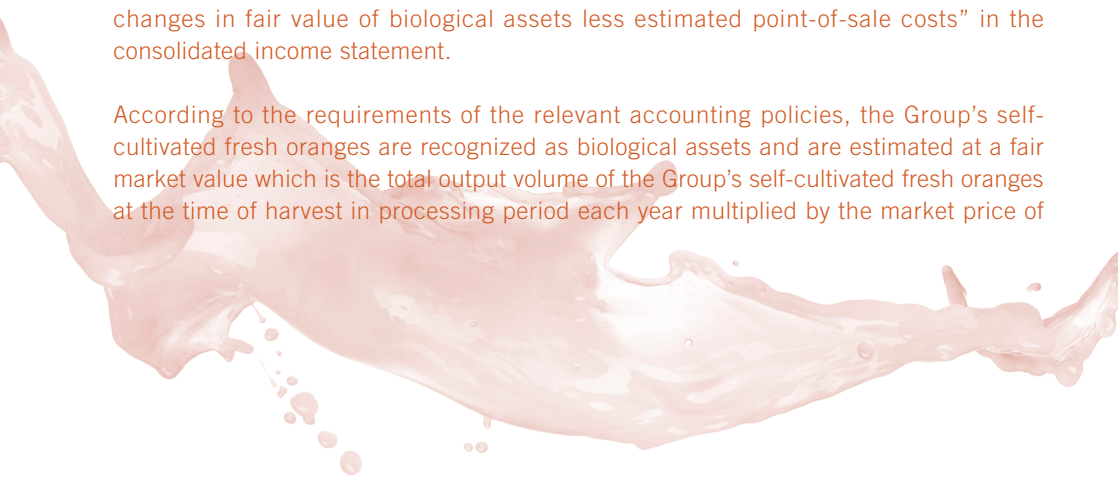 changes in fair value of biological assets less estimated point-of-sale costs” in the
consolidated income statement.
According to the requirements of the relevant accounting policies, the Group’s self-
cultivated fresh oranges are recognized as biological assets and are estimated at a fair
market value which is the total output volume of the Group’s self-cultivated fresh oranges
at the time of harvest in processing period each year multiplied by the market price of